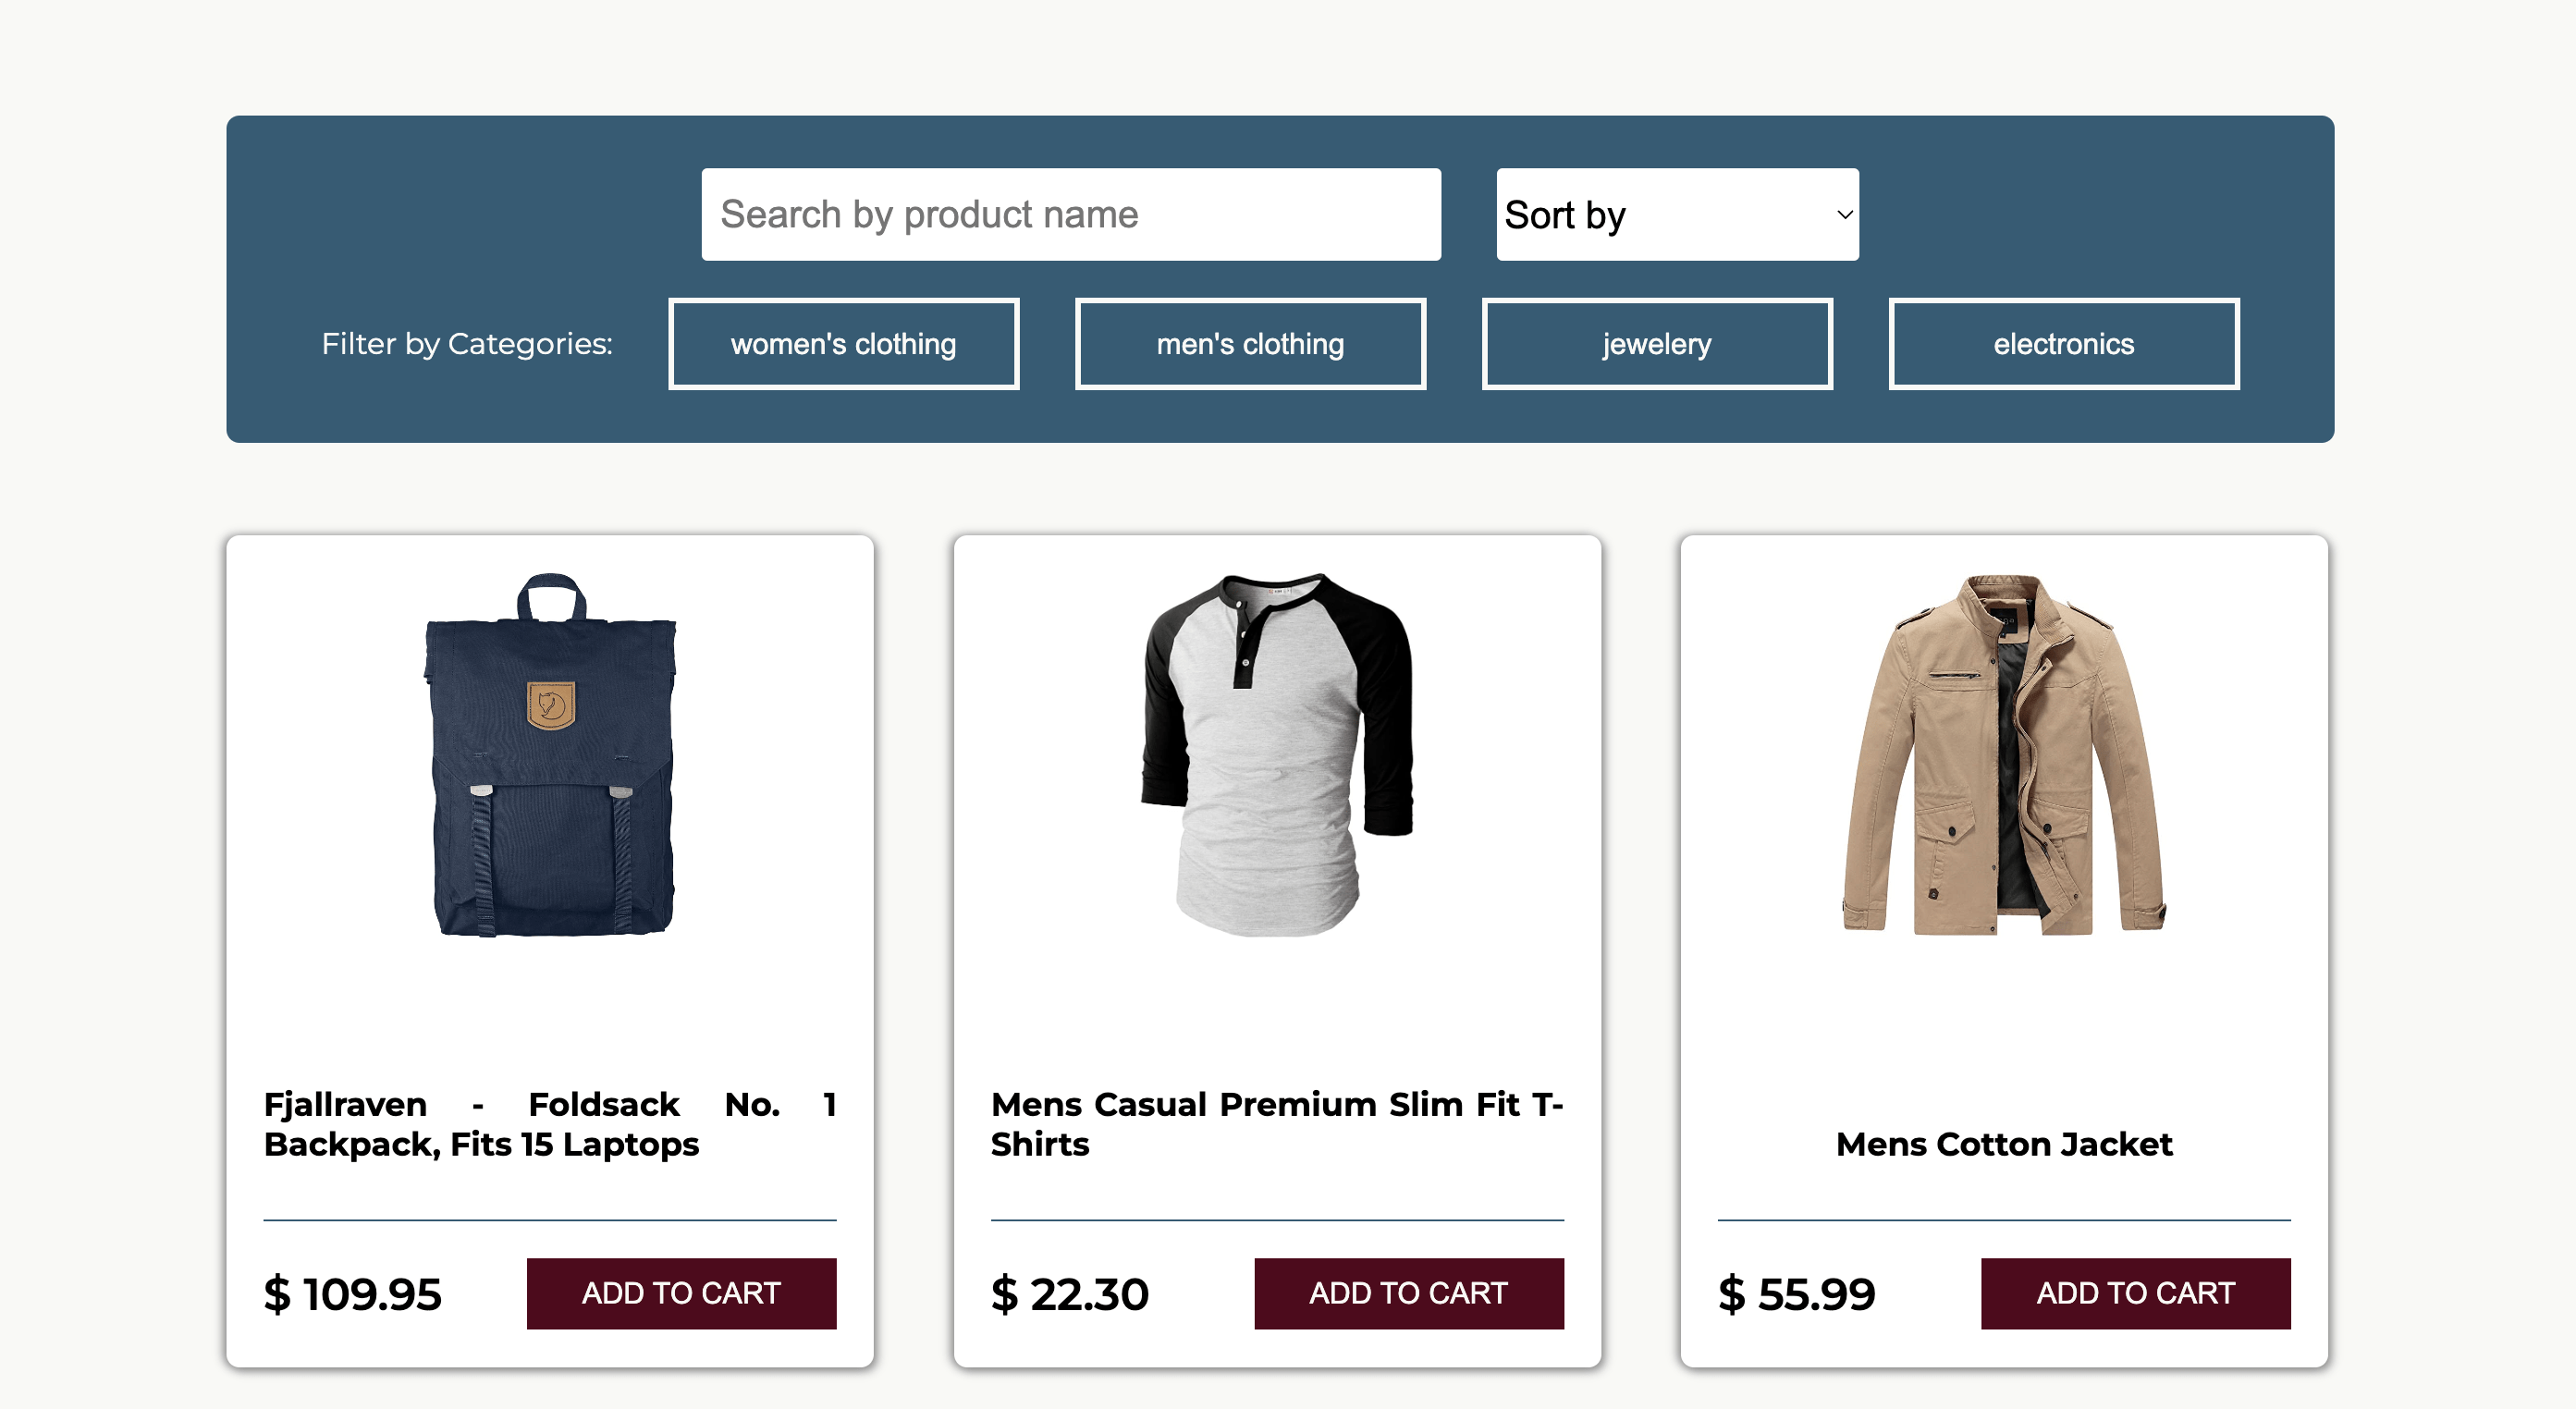 Search by product name
Sort by
Filter by Categories:
women's clothing
men's clothing
jewelery
electronics
Fjallraven - Foldsack No. 1
Backpack, Fits 15 Laptops
Mens Casual Premium Slim Fit T-
Shirts
Mens Cotton Jacket
$ 109.95
ADD TO CART
$ 22.30
ADD TO CART
$ 55.99
ADD TO CART